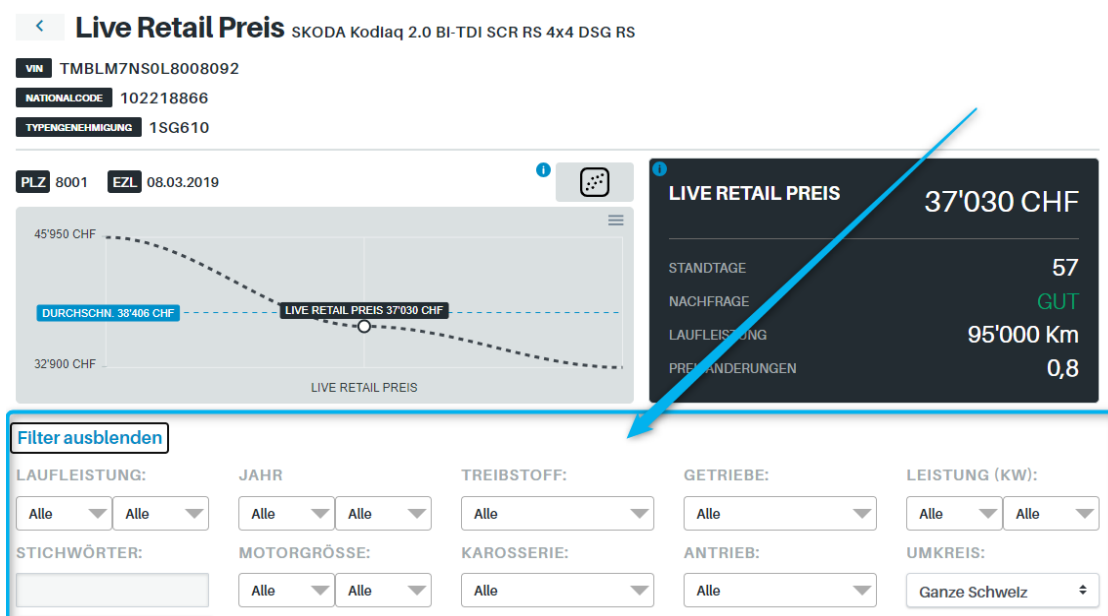 Live Retail Preis SKODA Kodiaq 2.0 BI-TDI SCR RS 4x4 DSG RS
VIN TMBLM7NS0L8008092
NATIONALCODE 102218866
TYPENGENEHMIGUNG 1SG610
PLZ 8001 EZL 08.03.2019
45'950 CHF
DURCHSCHN. 38'406 CHF
LIVE RETAIL PREIS 37'030 CHF
32'900 CHF
LIVE RETAIL PREIS
LIVE RETAIL PREIS 37'030 CHF
STANDTAGE 57
NACHFRAGE GUT
LAUFLEISTUNG 95'000 Km
PREISÄNDERUNGEN 0,8
Filter ausblenden
LAUFLEISTUNG: JAHR TREIBSTOFF: GETRIEBE: LEISTUNG (KW):
Alle Alle Alle Alle Alle Alle Alle Alle
STICHWÖRTER: MOTORGRÖSSE: KAROSSERIE: ANTRIEB: UMKREIS:
Alle Alle Alle Alle Ganze Schweiz